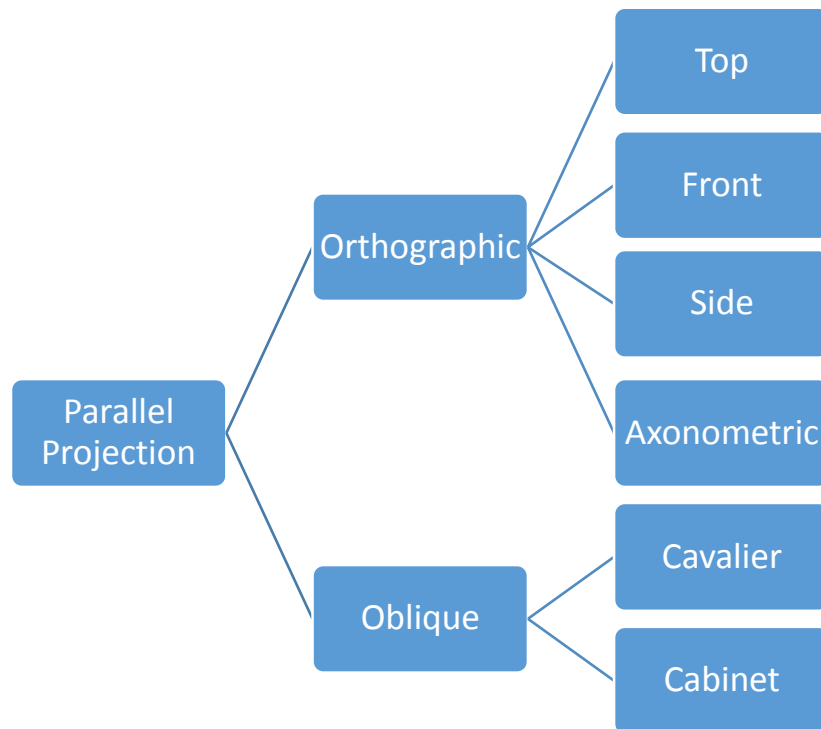 Top
Front
Orthographic
Side
Parallel
Projection
Axonometric
Cavalier
Oblique
Cabinet